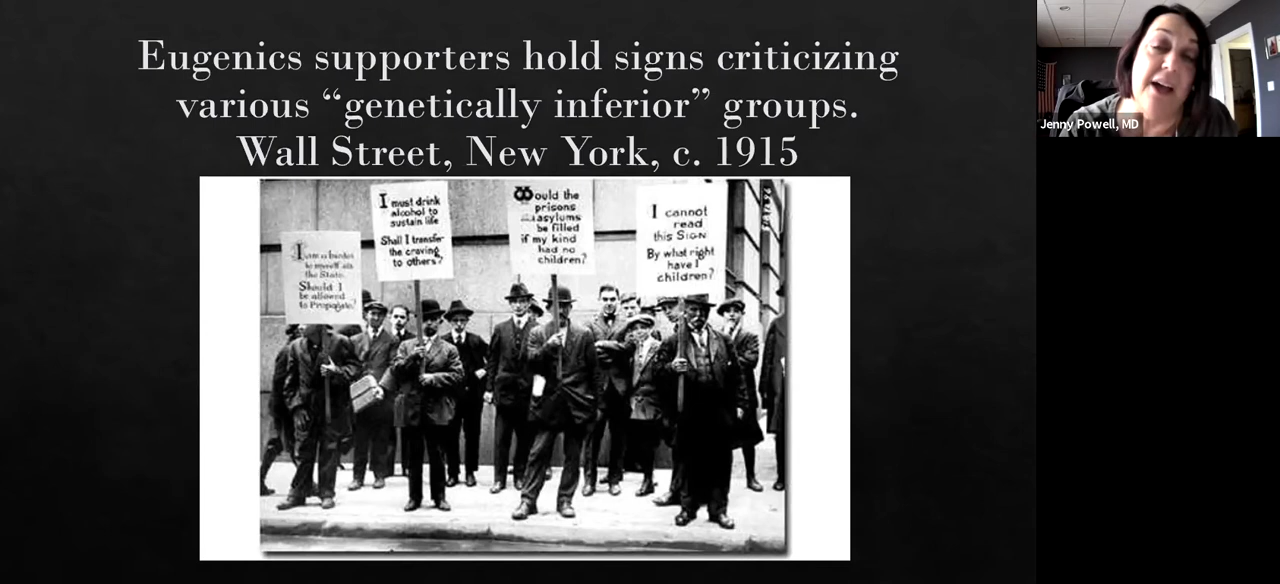 Eugenics supporters hold signs criticizing
various “genetically inferior” groups.
Wall Street, New York, c. 1915
I am a burden
to myself and
the State.
Should I
be allowed
to Propagate?
I must drink
alcohol to
sustain life
Shall I transfer
the craving
to others?
Would the
prisons
asylums
be filled
if my kind
had no
children?
I cannot
read
this SIGN
By what right
have I
children?
Jenny Powell, MD